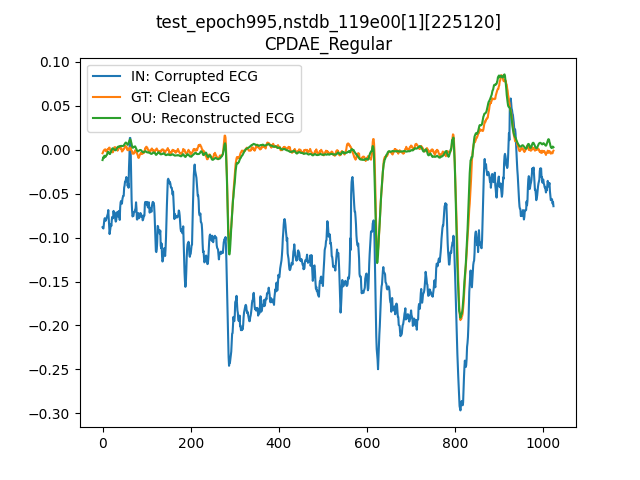 test_epoch995,nstdb_119e00[1][225120]
CPDAE_Regular
IN: Corrupted ECG
GT: Clean ECG
OU: Reconstructed ECG
0.10
0.05
0.00
−0.05
−0.10
−0.15
−0.20
−0.25
−0.30
0 200 400 600 800 1000